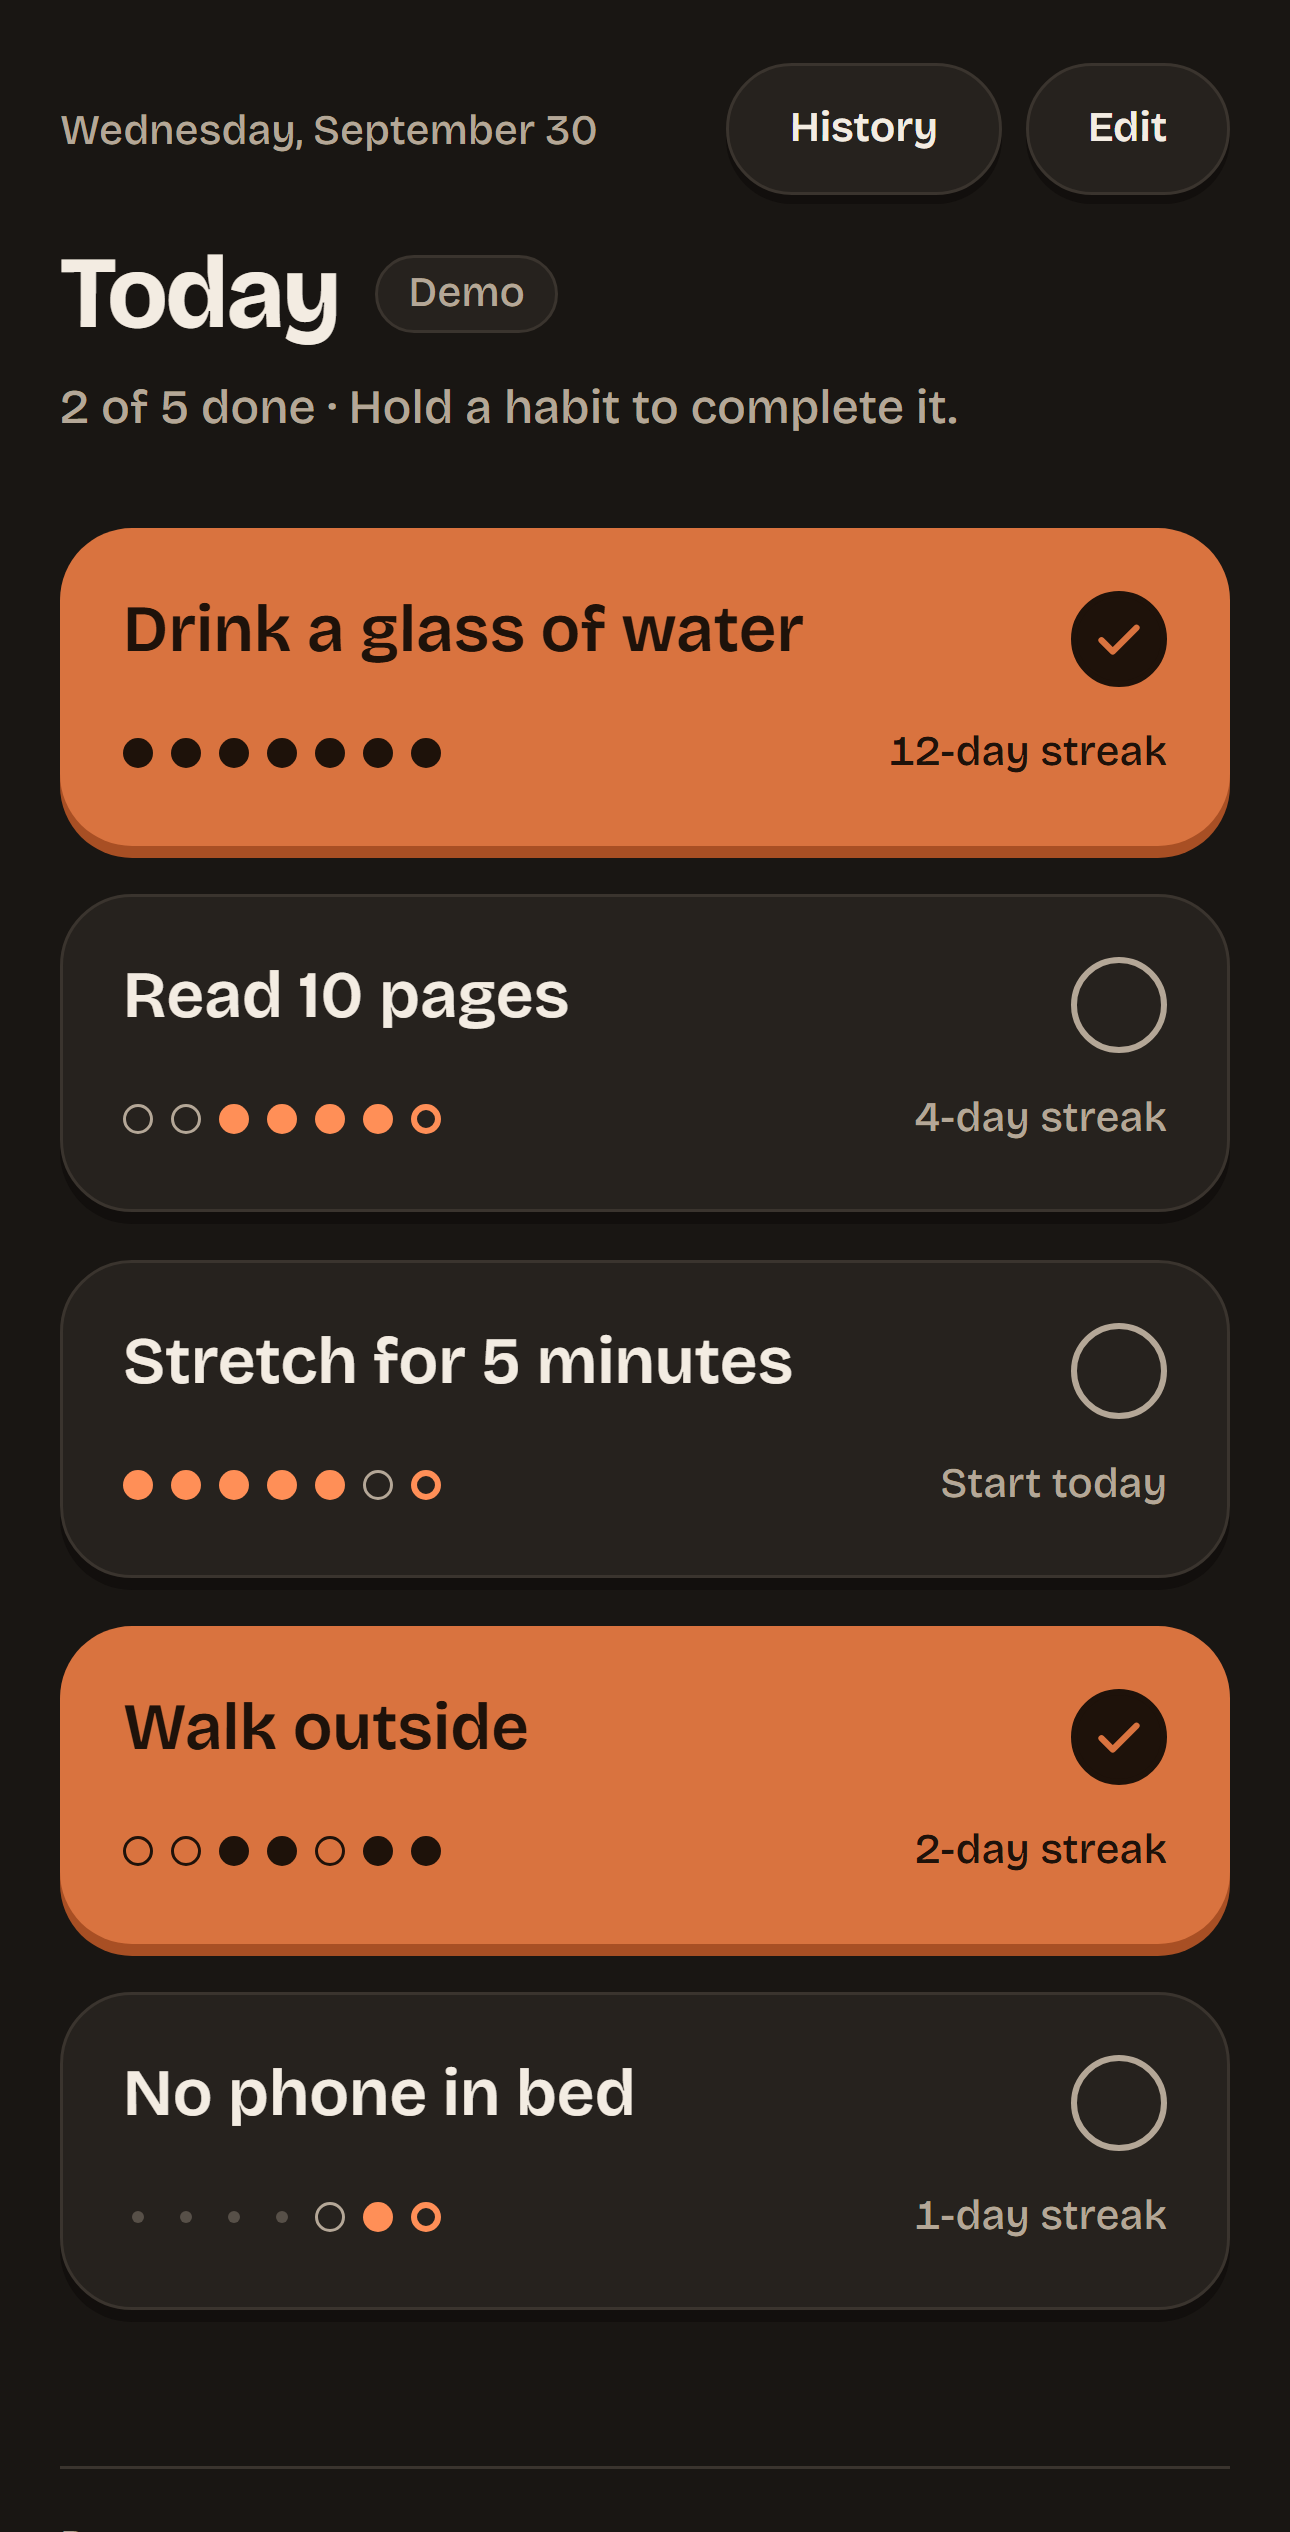 Wednesday, September 30
History
Edit
Today
Demo
2 of 5 done · Hold a habit to complete it.
Drink a glass of water
12-day streak
Read 10 pages
4-day streak
Stretch for 5 minutes
Start today
Walk outside
2-day streak
No phone in bed
1-day streak